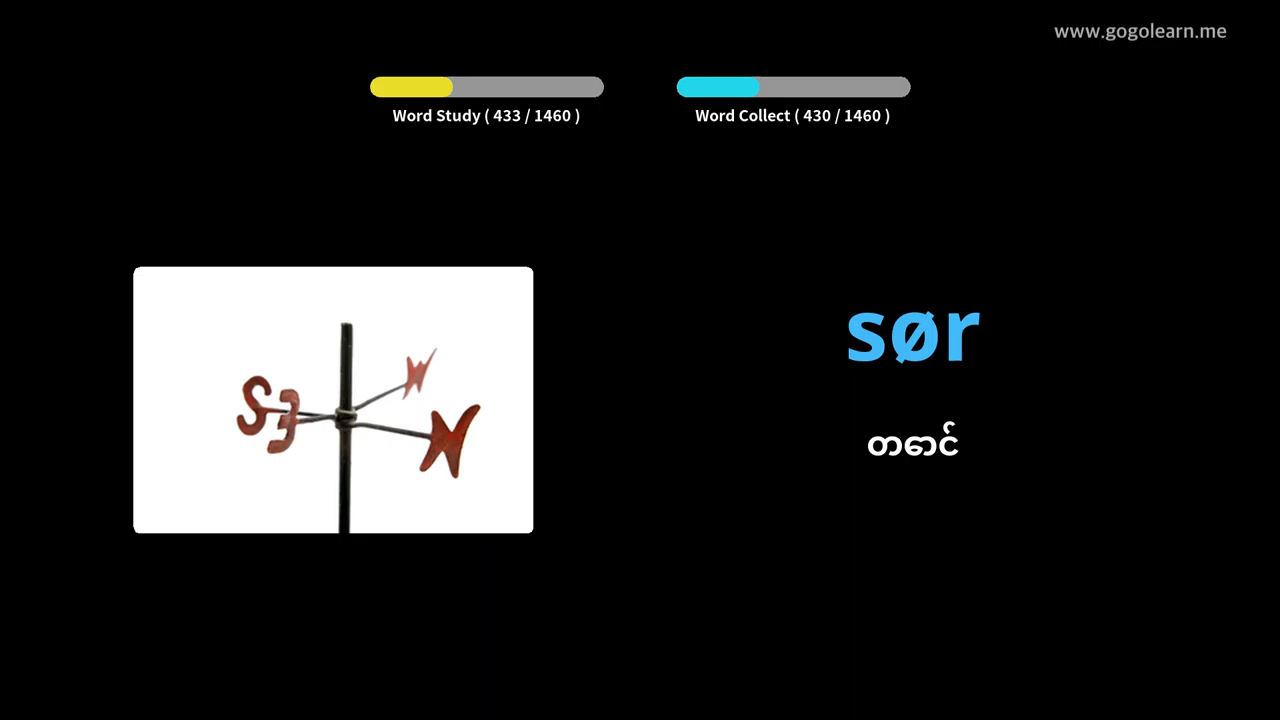 www.gogolearn.me
Word Study ( 433 / 1460 )
Word Collect ( 430 / 1460 )
S
E
N
W
sør
တောင်